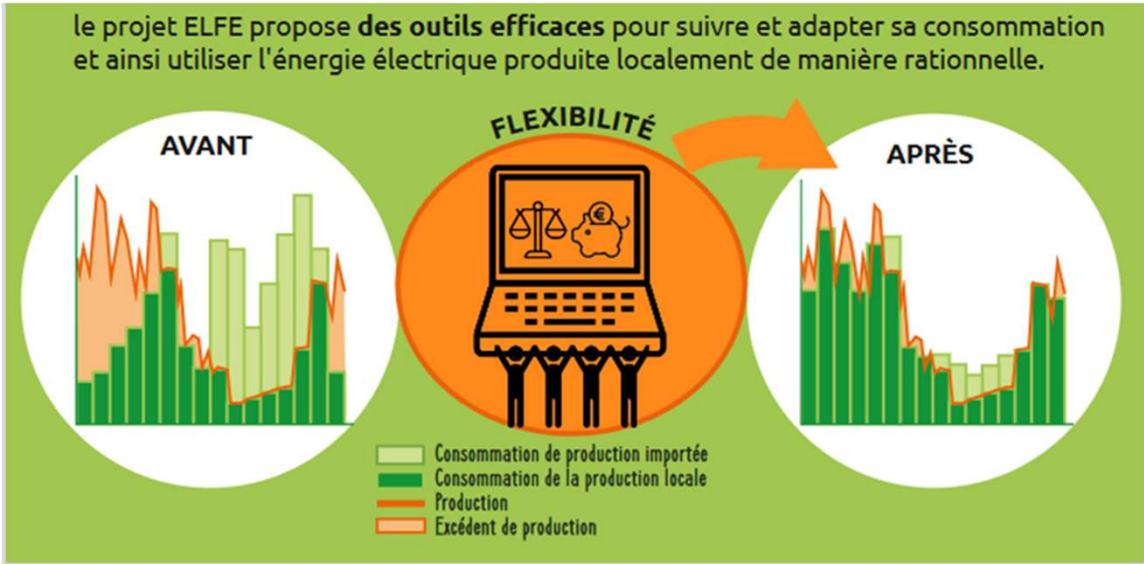 le projet ELFE propose des outils efficaces pour suivre et adapter sa consommation
et ainsi utiliser l'énergie électrique produite localement de manière rationnelle.
AVANT
FLEXIBILITÉ
APRÈS
€
Consommation de production importée
Consommation de la production locale
Production
Excédent de production